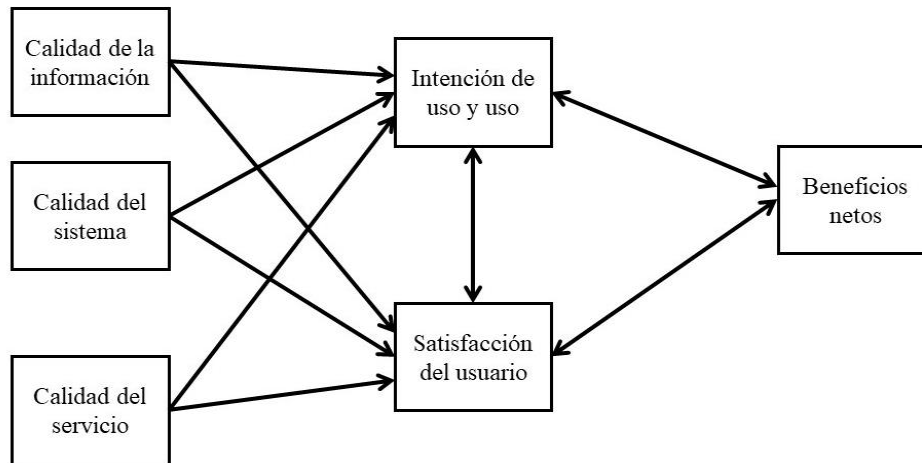 Calidad de la
información
Calidad del
sistema
Calidad del
servicio
Intención de
uso y uso
Satisfacción
del usuario
Beneficios
netos